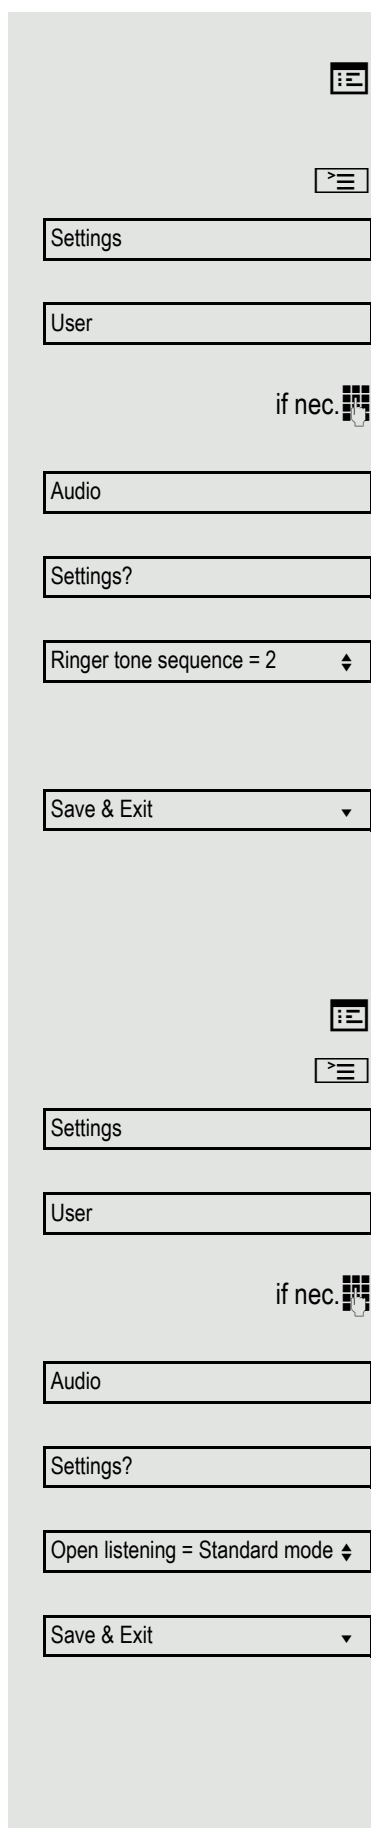 Settings
User
if nec.
Audio
Settings?
Ringer tone sequence = 2
Save & Exit
Settings
User
if nec.
Audio
Settings?
Open listening = Standard mode
Save & Exit